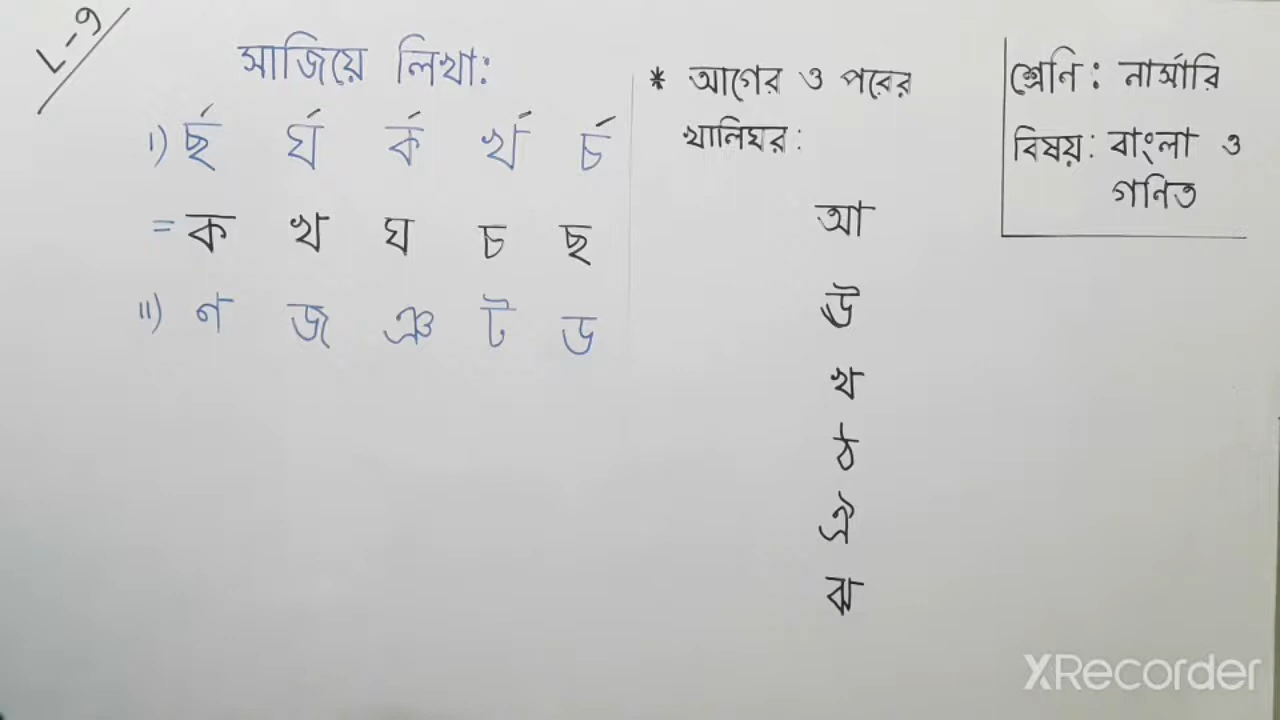 L-9
সাজিয়ে লিখা:
i) ছ ঘ ক খ চ
= ক খ ঘ চ ছ
ii) ণ জ ঞ ট ড
* আগের ও পরের
খালিঘর:
আ
ঊ
খ
ঠ
ঐ
ঝ
শ্রেনি: নার্সারি
বিষয়: বাংলা ও
গনিত
XRecorder